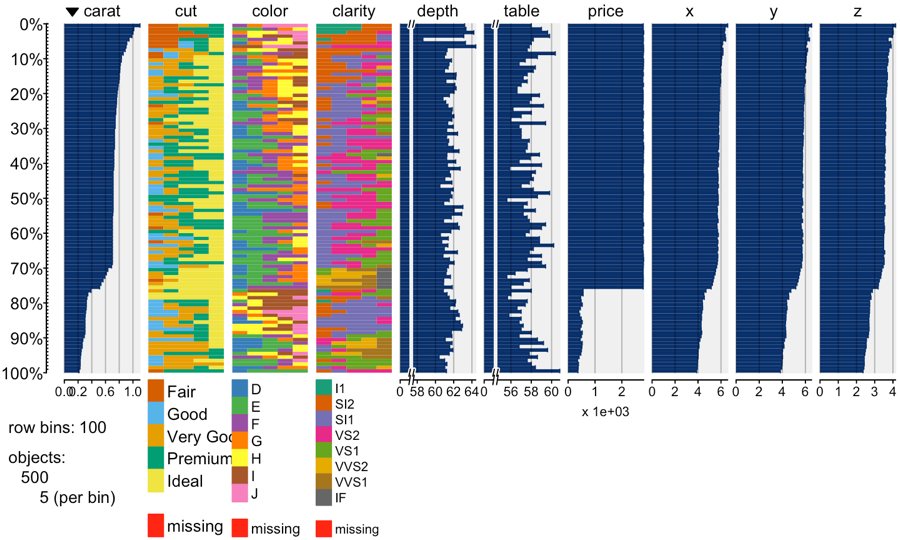 carat cut color clarity depth table price x y z
0%
10%
20%
30%
40%
50%
60%
70%
80%
90%
100%
0.0 0.2 0.6 1.0
0 58 60 62 64
0 56 58 60
0 1 2
0 2 4 6
0 2 4 6
0 1 2 3 4
x 1e+03
Fair
Good
Very Goo
Premium
Ideal
missing
D
E
F
G
H
I
J
missing
I1
SI2
SI1
VS2
VS1
VVS2
VVS1
IF
missing
row bins: 100
objects:
500
5 (per bin)